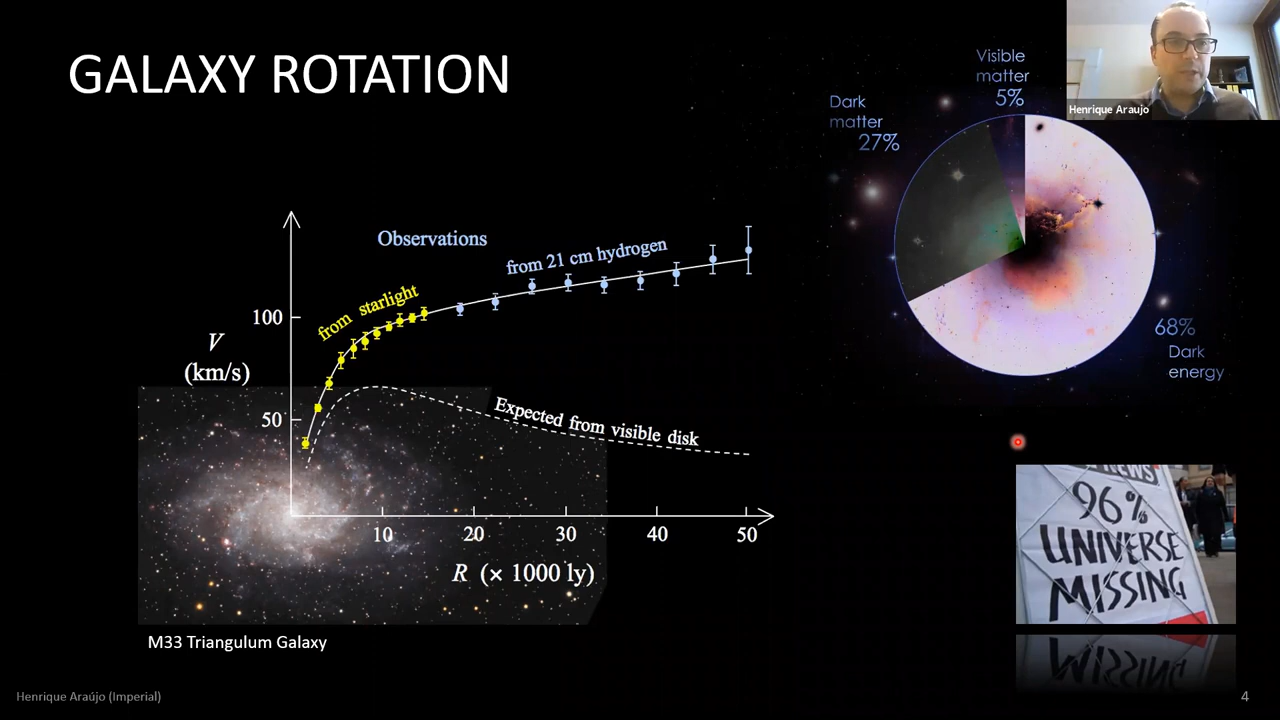 GALAXY ROTATION
Visible
matter
5%
Dark
matter
27%
Henrique Araujo
68%
Dark
energy
Observations
from 21 cm hydrogen
from starlight
100
V
(km/s)
50
Expected from visible disk
10
20
30
40
50
R (× 1000 ly)
M33 Triangulum Galaxy
NEWS
96%
UNIVERSE
MISSING
Henrique Araújo (Imperial)
4